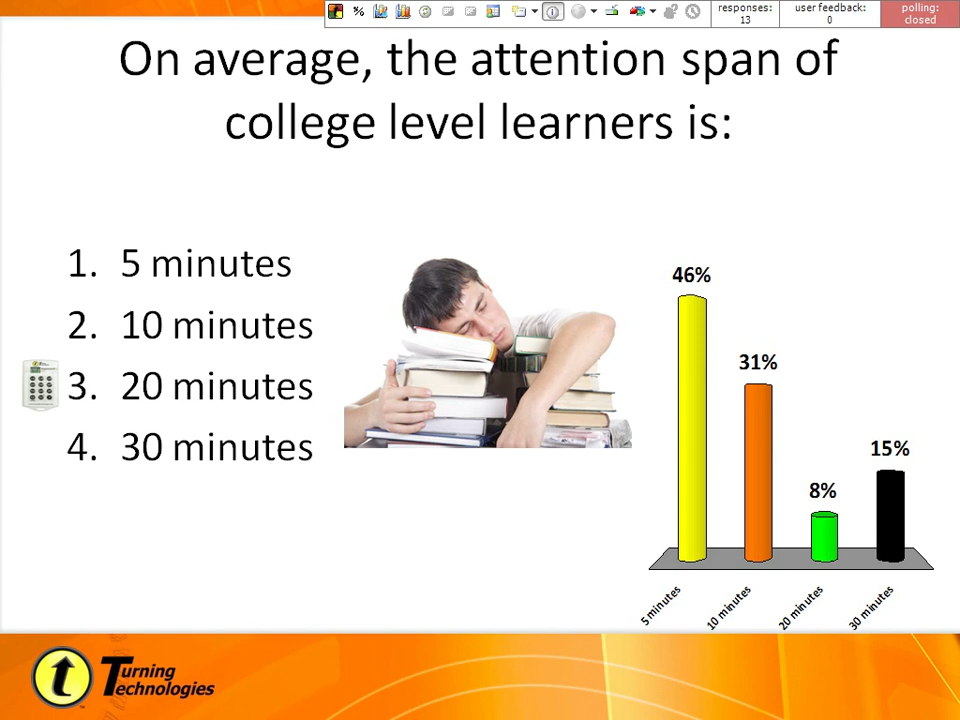 responses:
13
user feedback:
0
polling:
closed
On average, the attention span of
college level learners is:
1. 5 minutes
2. 10 minutes
3. 20 minutes
4. 30 minutes
46%
31%
8%
15%
5 minutes
10 minutes
20 minutes
30 minutes
Turning
Technologies